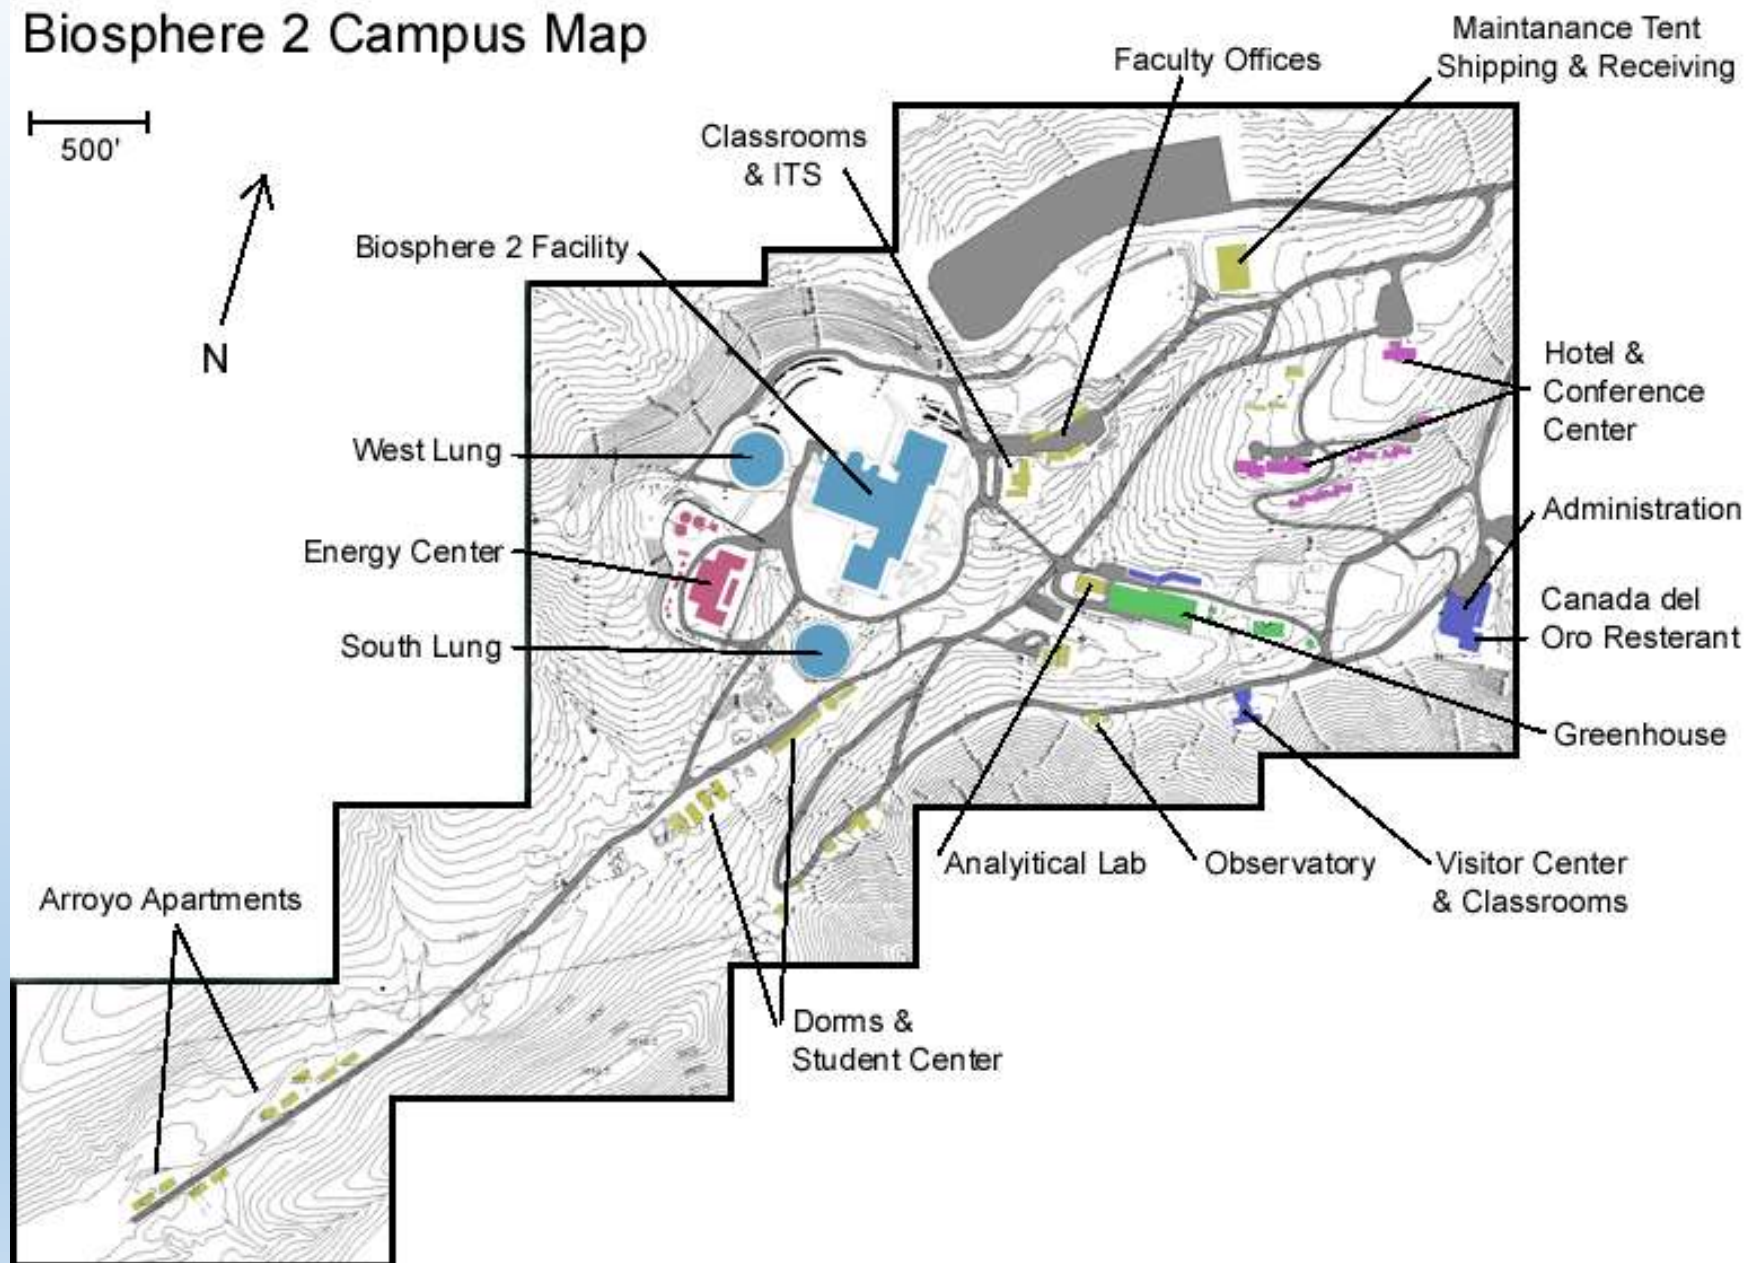 Biosphere 2 Campus Map
500'
N
Maintanance Tent
Shipping & Receiving
Faculty Offices
Classrooms
& ITS
Biosphere 2 Facility
West Lung
Energy Center
South Lung
Hotel &
Conference
Center
Administration
Canada del
Oro Resterant
Greenhouse
Analyitical Lab
Observatory
Visitor Center
& Classrooms
Arroyo Apartments
Dorms &
Student Center